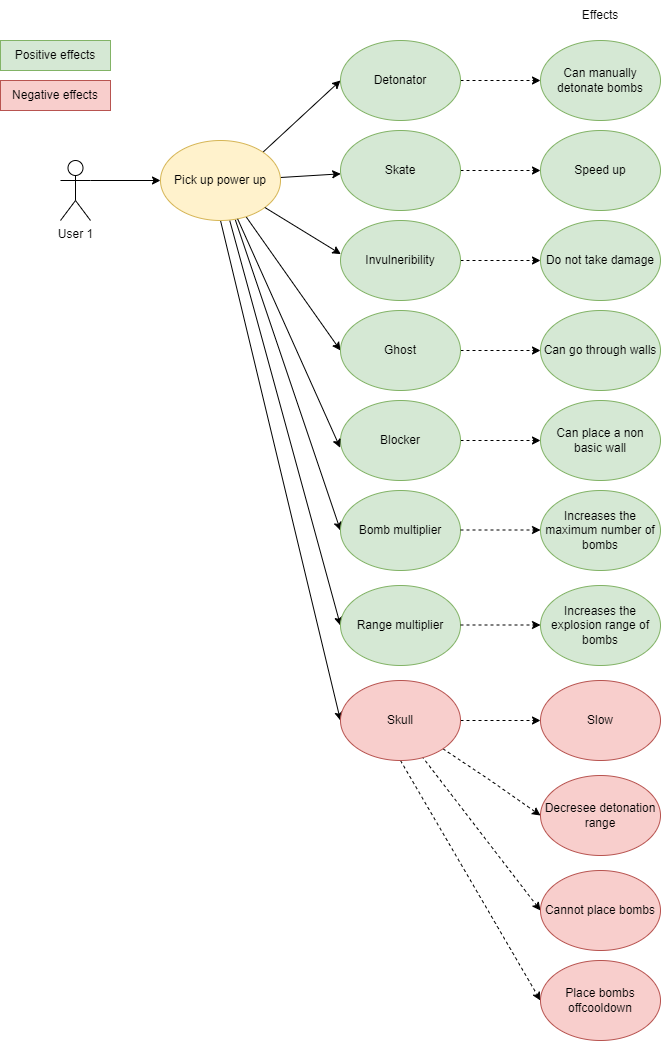 Effects
Positive effects
Negative effects
User 1
Pick up power up
Detonator
Can manually
detonate bombs
Skate
Speed up
Invulneribility
Do not take damage
Ghost
Can go through walls
Blocker
Can place a non
basic wall
Bomb multiplier
Increases the
maximum number of
bombs
Range multiplier
Increases the
explosion range of
bombs
Skull
Slow
Decresee detonation
range
Cannot place bombs
Place bombs
offcooldown